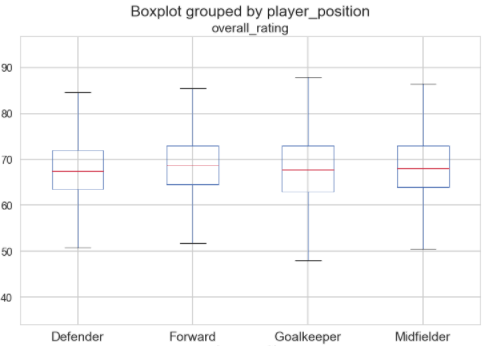 Boxplot grouped by player_position
overall_rating
90
80
70
60
50
40
Defender Forward Goalkeeper Midfielder